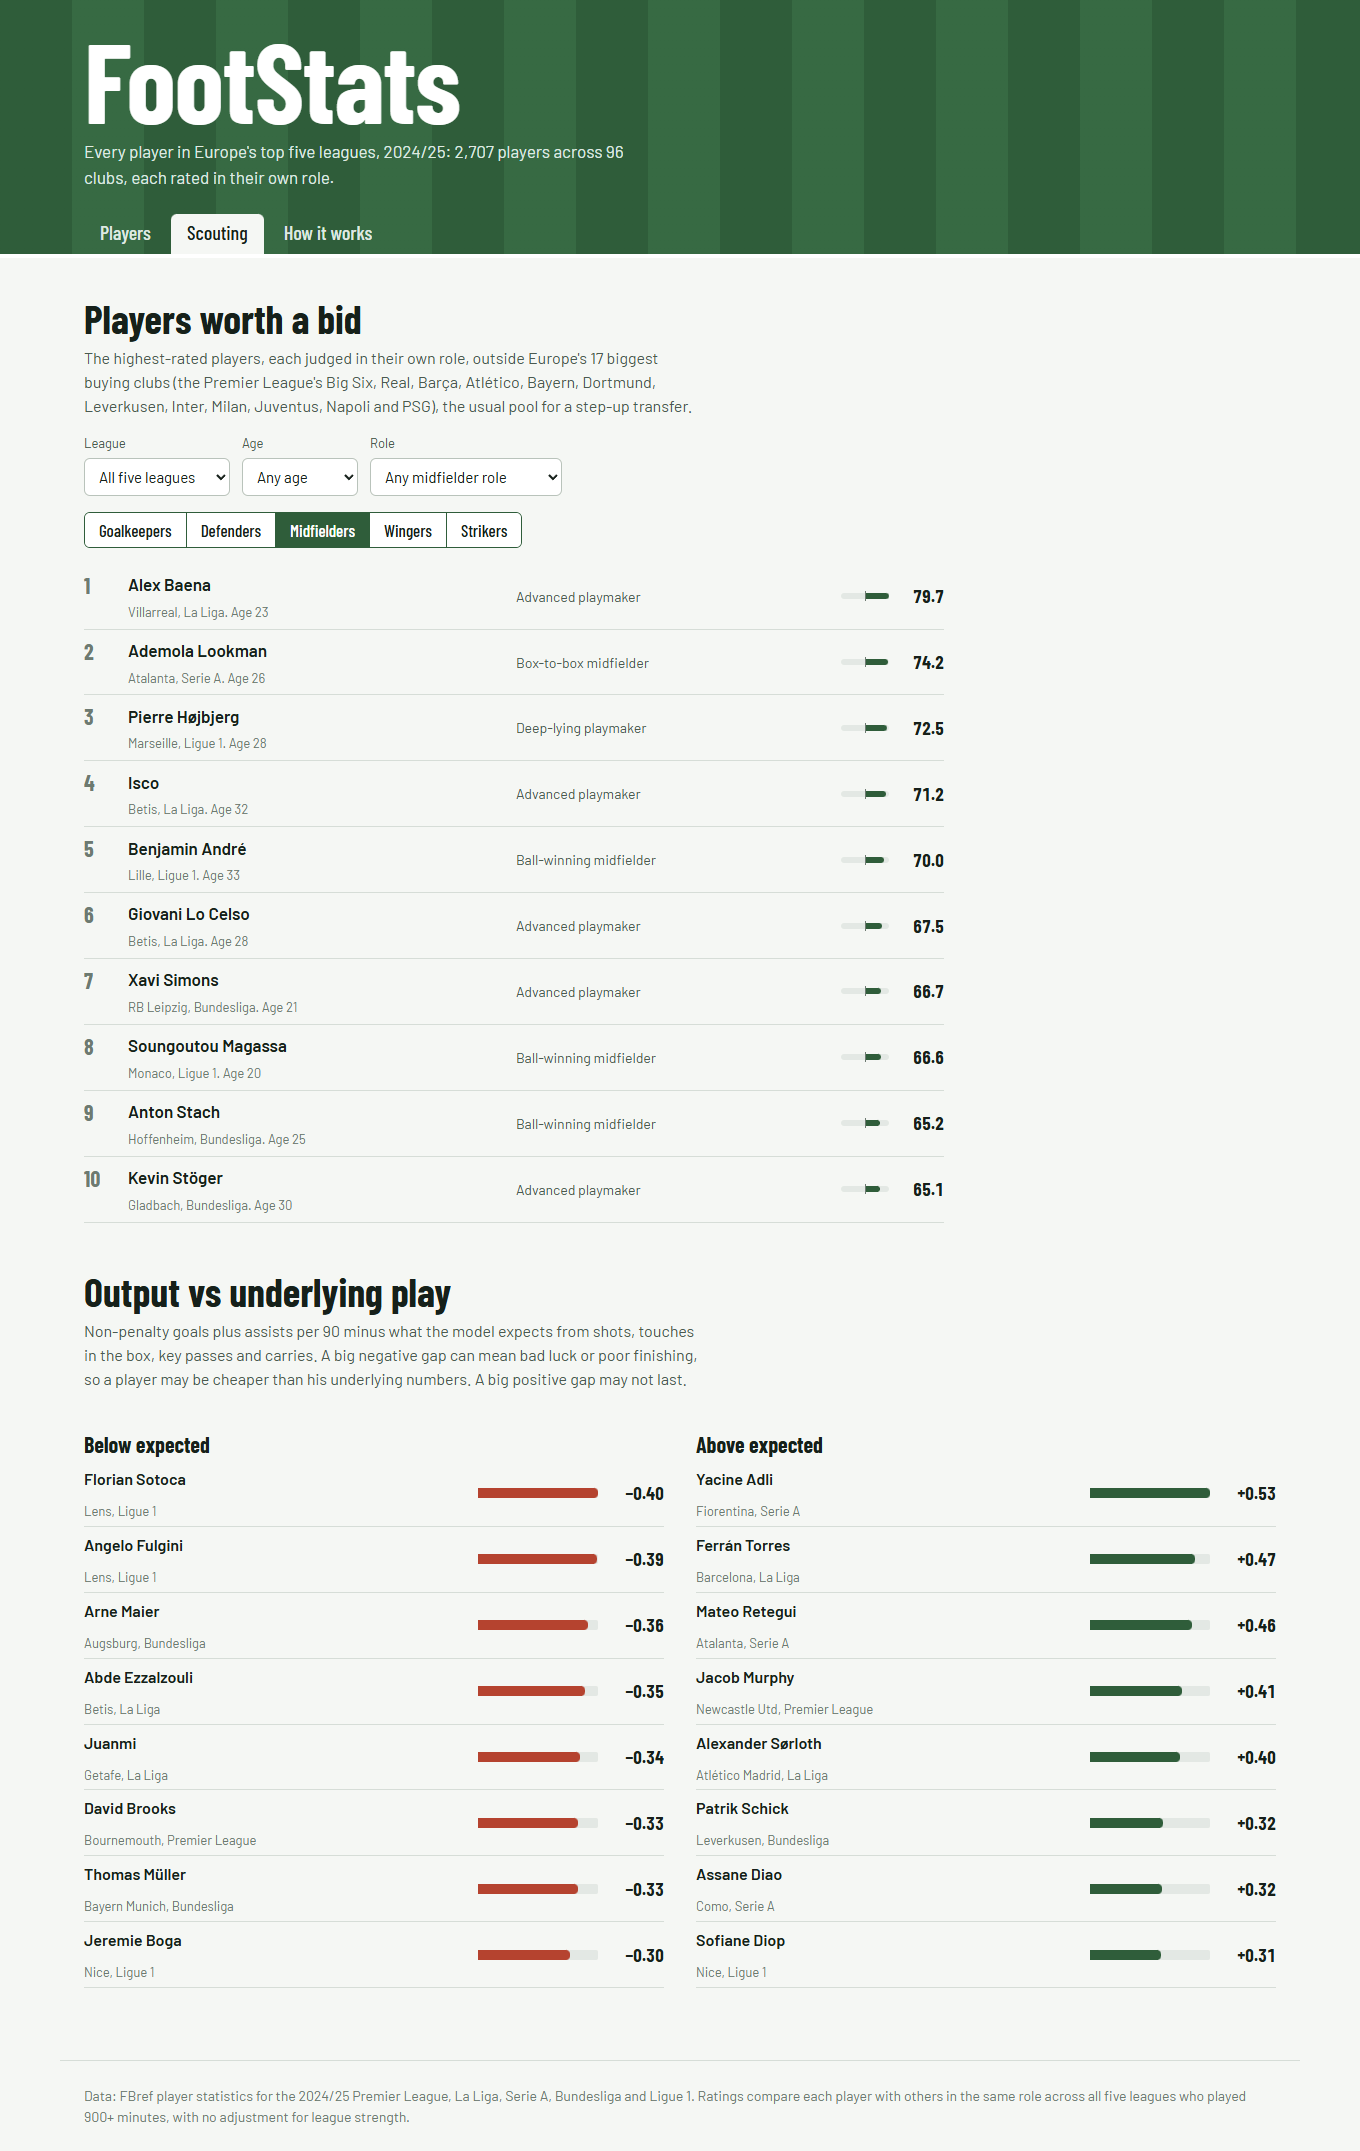 FootStats
Every player in Europe's top five leagues, 2024/25: 2,707 players across 96
clubs, each rated in their own role.
Players Scouting How it works
Players worth a bid
The highest-rated players, each judged in their own role, outside Europe's 17 biggest
buying clubs (the Premier League's Big Six, Real, Barça, Atlético, Bayern, Dortmund,
Leverkusen, Inter, Milan, Juventus, Napoli and PSG), the usual pool for a step-up transfer.
League Age Role
All five leagues Any age Any midfielder role
Goalkeepers Defenders Midfielders Wingers Strikers
1 Alex Baena
Villarreal, La Liga. Age 23
Advanced playmaker 79.7
2 Ademola Lookman
Atalanta, Serie A. Age 26
Box-to-box midfielder 74.2
3 Pierre Højbjerg
Marseille, Ligue 1. Age 28
Deep-lying playmaker 72.5
4 Isco
Betis, La Liga. Age 32
Advanced playmaker 71.2
5 Benjamin André
Lille, Ligue 1. Age 33
Ball-winning midfielder 70.0
6 Giovani Lo Celso
Betis, La Liga. Age 28
Advanced playmaker 67.5
7 Xavi Simons
RB Leipzig, Bundesliga. Age 21
Advanced playmaker 66.7
8 Soungoutou Magassa
Monaco, Ligue 1. Age 20
Ball-winning midfielder 66.6
9 Anton Stach
Hoffenheim, Bundesliga. Age 25
Ball-winning midfielder 65.2
10 Kevin Stöger
Gladbach, Bundesliga. Age 30
Advanced playmaker 65.1
Output vs underlying play
Non-penalty goals plus assists per 90 minus what the model expects from shots, touches
in the box, key passes and carries. A big negative gap can mean bad luck or poor finishing,
so a player may be cheaper than his underlying numbers. A big positive gap may not last.
Below expected
Florian Sotoca
Lens, Ligue 1
−0.40
Angelo Fulgini
Lens, Ligue 1
−0.39
Arne Maier
Augsburg, Bundesliga
−0.36
Abde Ezzalzouli
Betis, La Liga
−0.35
Juanmi
Getafe, La Liga
−0.34
David Brooks
Bournemouth, Premier League
−0.33
Thomas Müller
Bayern Munich, Bundesliga
−0.33
Jeremie Boga
Nice, Ligue 1
−0.30
Above expected
Yacine Adli
Fiorentina, Serie A
+0.53
Ferrán Torres
Barcelona, La Liga
+0.47
Mateo Retegui
Atalanta, Serie A
+0.46
Jacob Murphy
Newcastle Utd, Premier League
+0.41
Alexander Sørloth
Atlético Madrid, La Liga
+0.40
Patrik Schick
Leverkusen, Bundesliga
+0.32
Assane Diao
Como, Serie A
+0.32
Sofiane Diop
Nice, Ligue 1
+0.31
Data: FBref player statistics for the 2024/25 Premier League, La Liga, Serie A, Bundesliga and Ligue 1. Ratings compare each player with others in the same role across all five leagues who played
900+ minutes, with no adjustment for league strength.